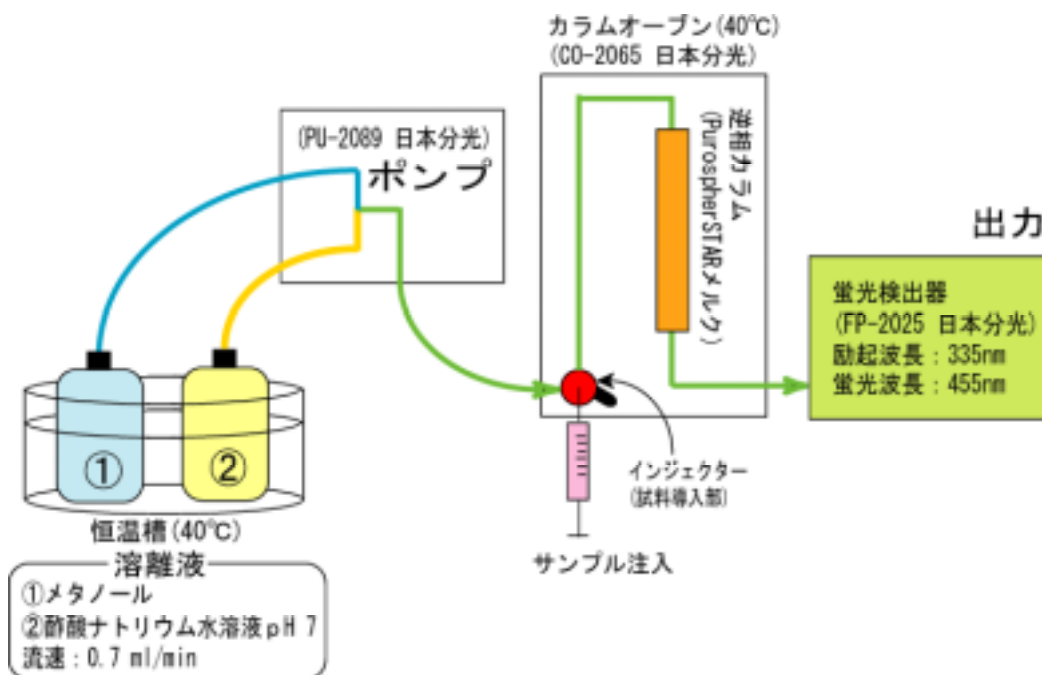 カラムオーブン(40℃)
(CO-2065 日本分光)
(PU-2089 日本分光)
ポンプ
逆相カラム
(PurospherSTARメルク)
出力
蛍光検出器
(FP-2025 日本分光)
励起波長：335nm
蛍光波長：455nm
①
②
インジェクター
(試料導入部)
恒温槽(40℃)
サンプル注入
溶離液
①メタノール
②酢酸ナトリウム水溶液pH 7
流速：0.7 ml/min